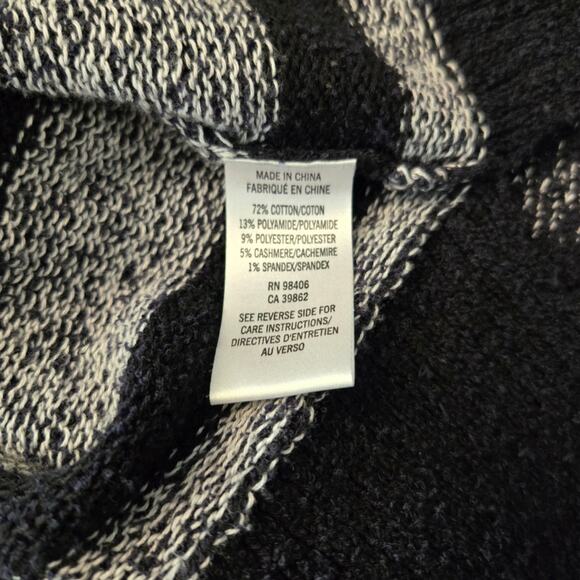 MADE IN CHINA
FABRIQUÉ EN CHINE
72% COTTON/COTON
13% POLYAMIDE/POLYAMIDE
9% POLYESTER/POLYESTER
5% CASHMERE/CACHEMIRE
1% SPANDEX/SPANDEX
RN 98406
CA 39862
SEE REVERSE SIDE FOR
CARE INSTRUCTIONS/
DIRECTIVES D'ENTRETIEN
AU VERSO